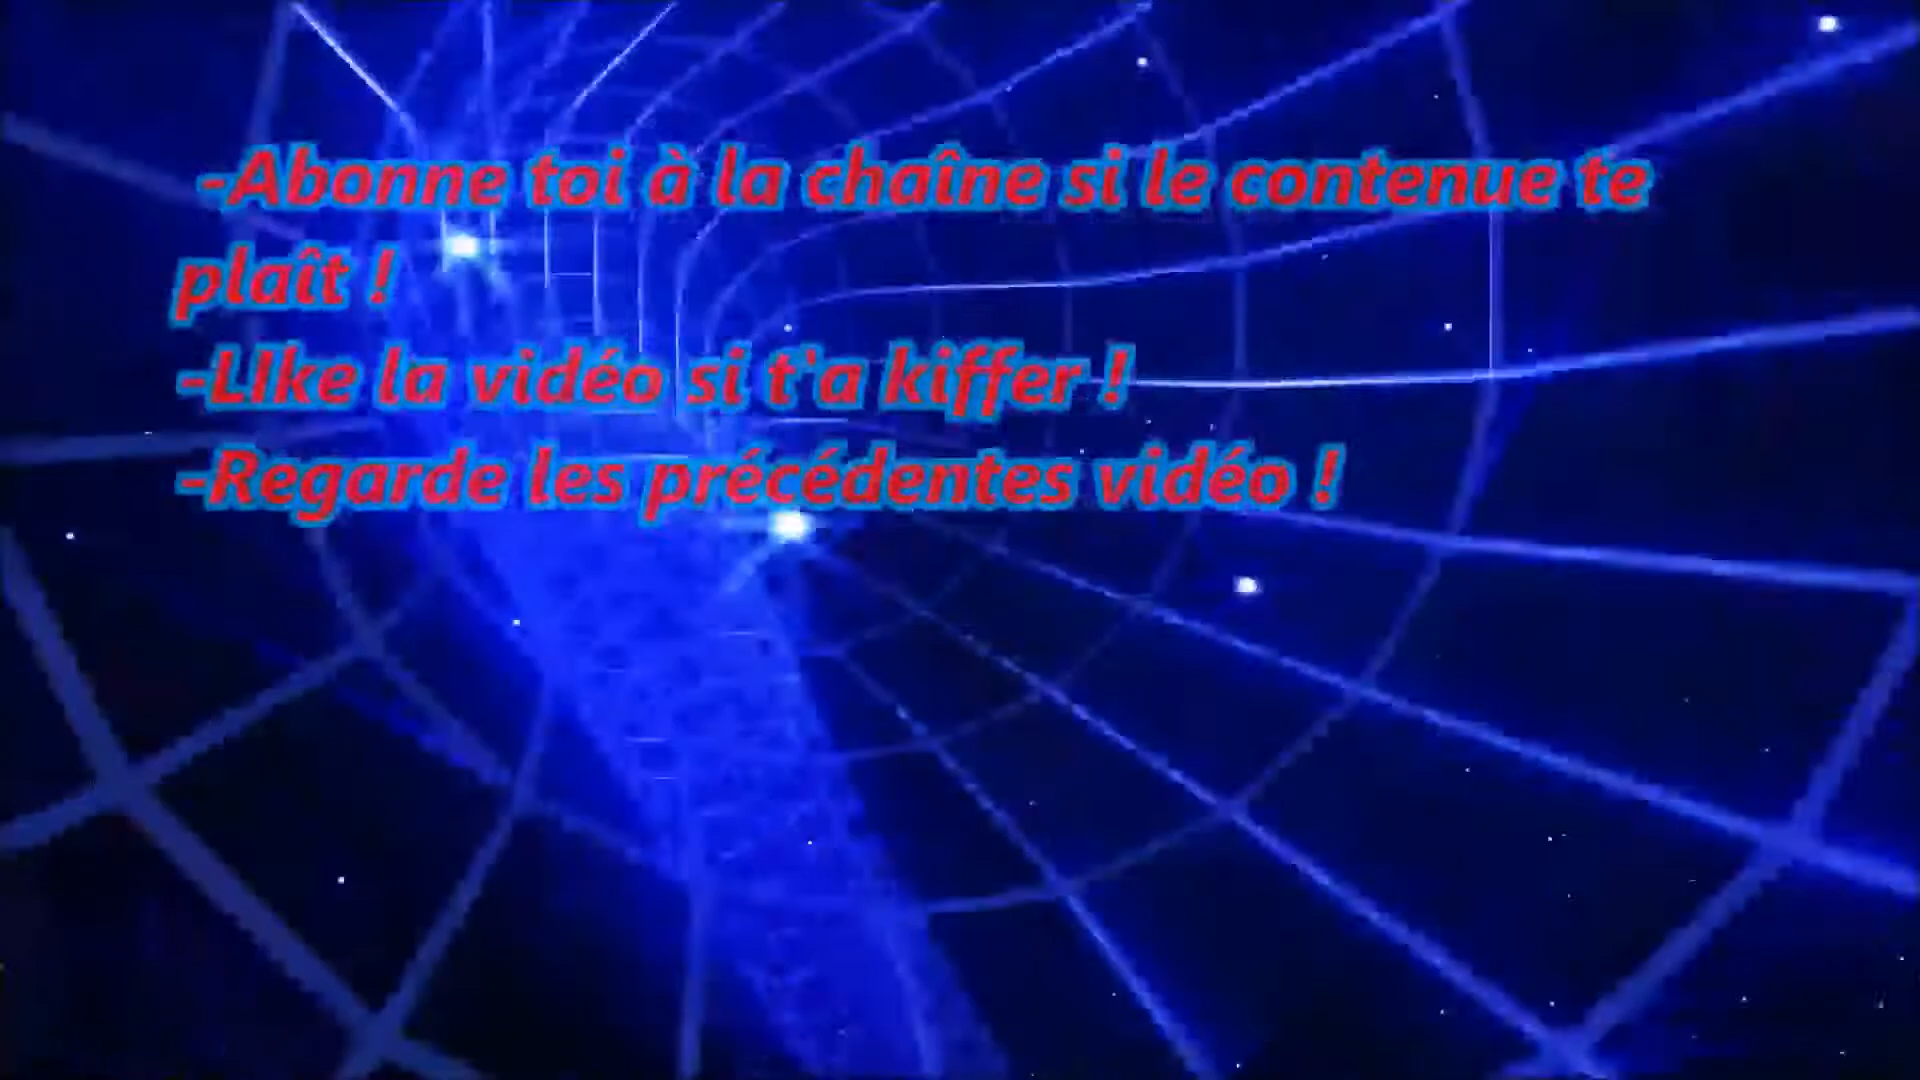 -Abonne toi à la chaîne si le contenue te
plaît !
-LIke la vidéo si t'a kiffer !
-Regarde les précédentes vidéo !